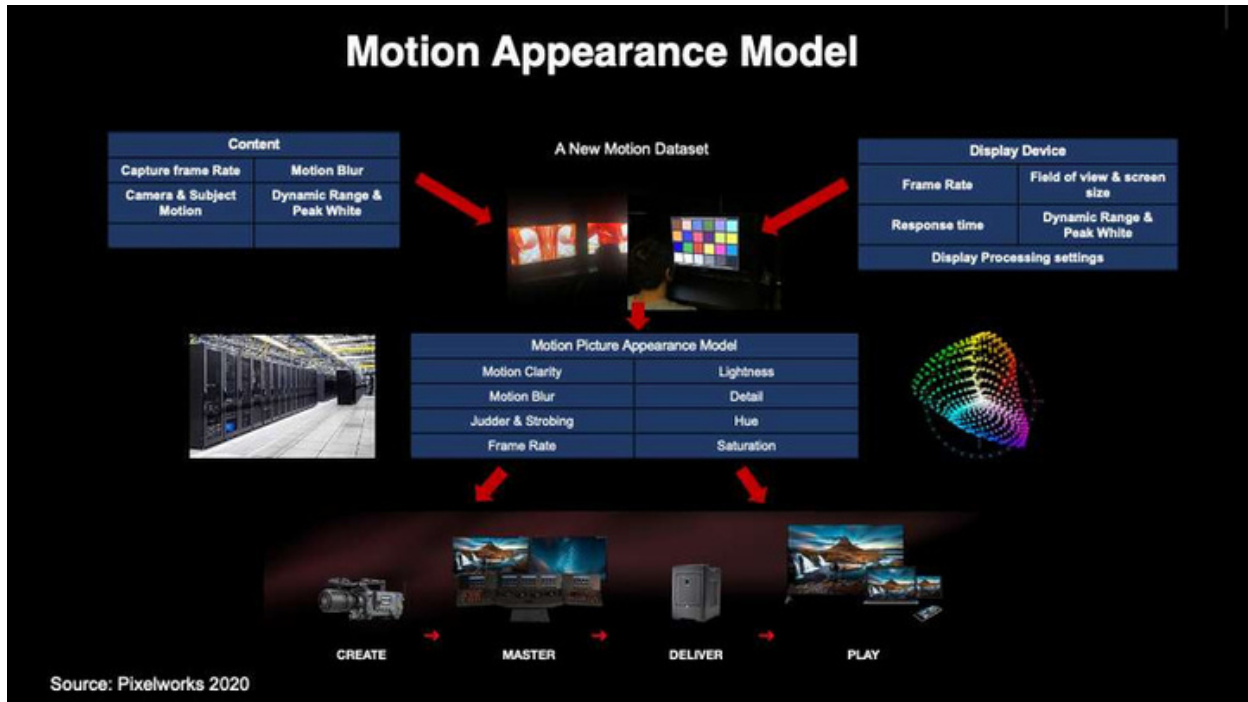 Motion Appearance Model
Content
Capture frame Rate
Motion Blur
Camera & Subject
Motion
Dynamic Range &
Peak White
A New Motion Dataset
Display Device
Frame Rate
Field of view & screen
size
Response time
Dynamic Range &
Peak White
Display Processing settings
Motion Picture Appearance Model
Motion Clarity
Lightness
Motion Blur
Detail
Judder & Strobing
Hue
Frame Rate
Saturation
CREATE
MASTER
DELIVER
PLAY
Source: Pixelworks 2020